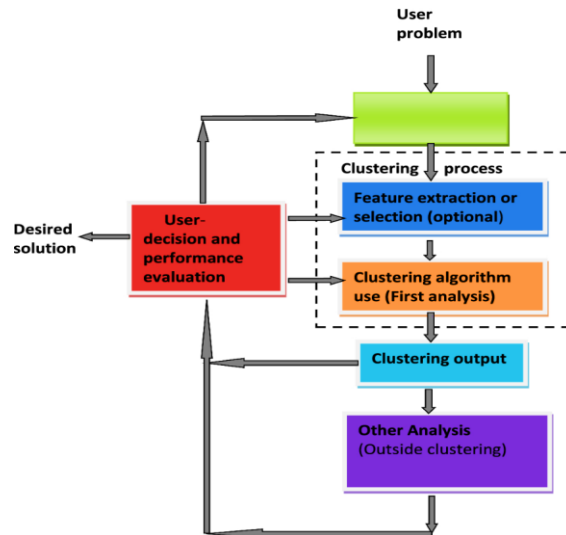 User
problem
Clustering process
Feature extraction or
selection (optional)
User-
decision and
performance
evaluation
Desired
solution
Clustering algorithm
use (First analysis)
Clustering output
Other Analysis
(Outside clustering)